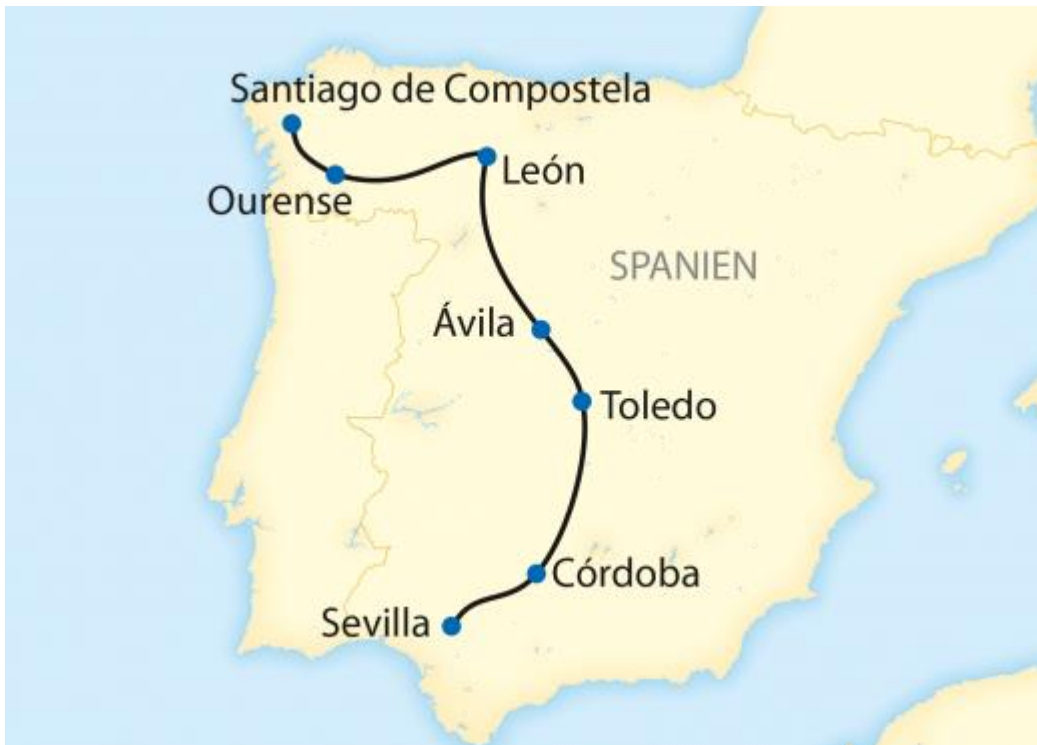 Santiago de Compostela
León
Ourense
SPANIEN
Ávila
Toledo
Córdoba
Sevilla